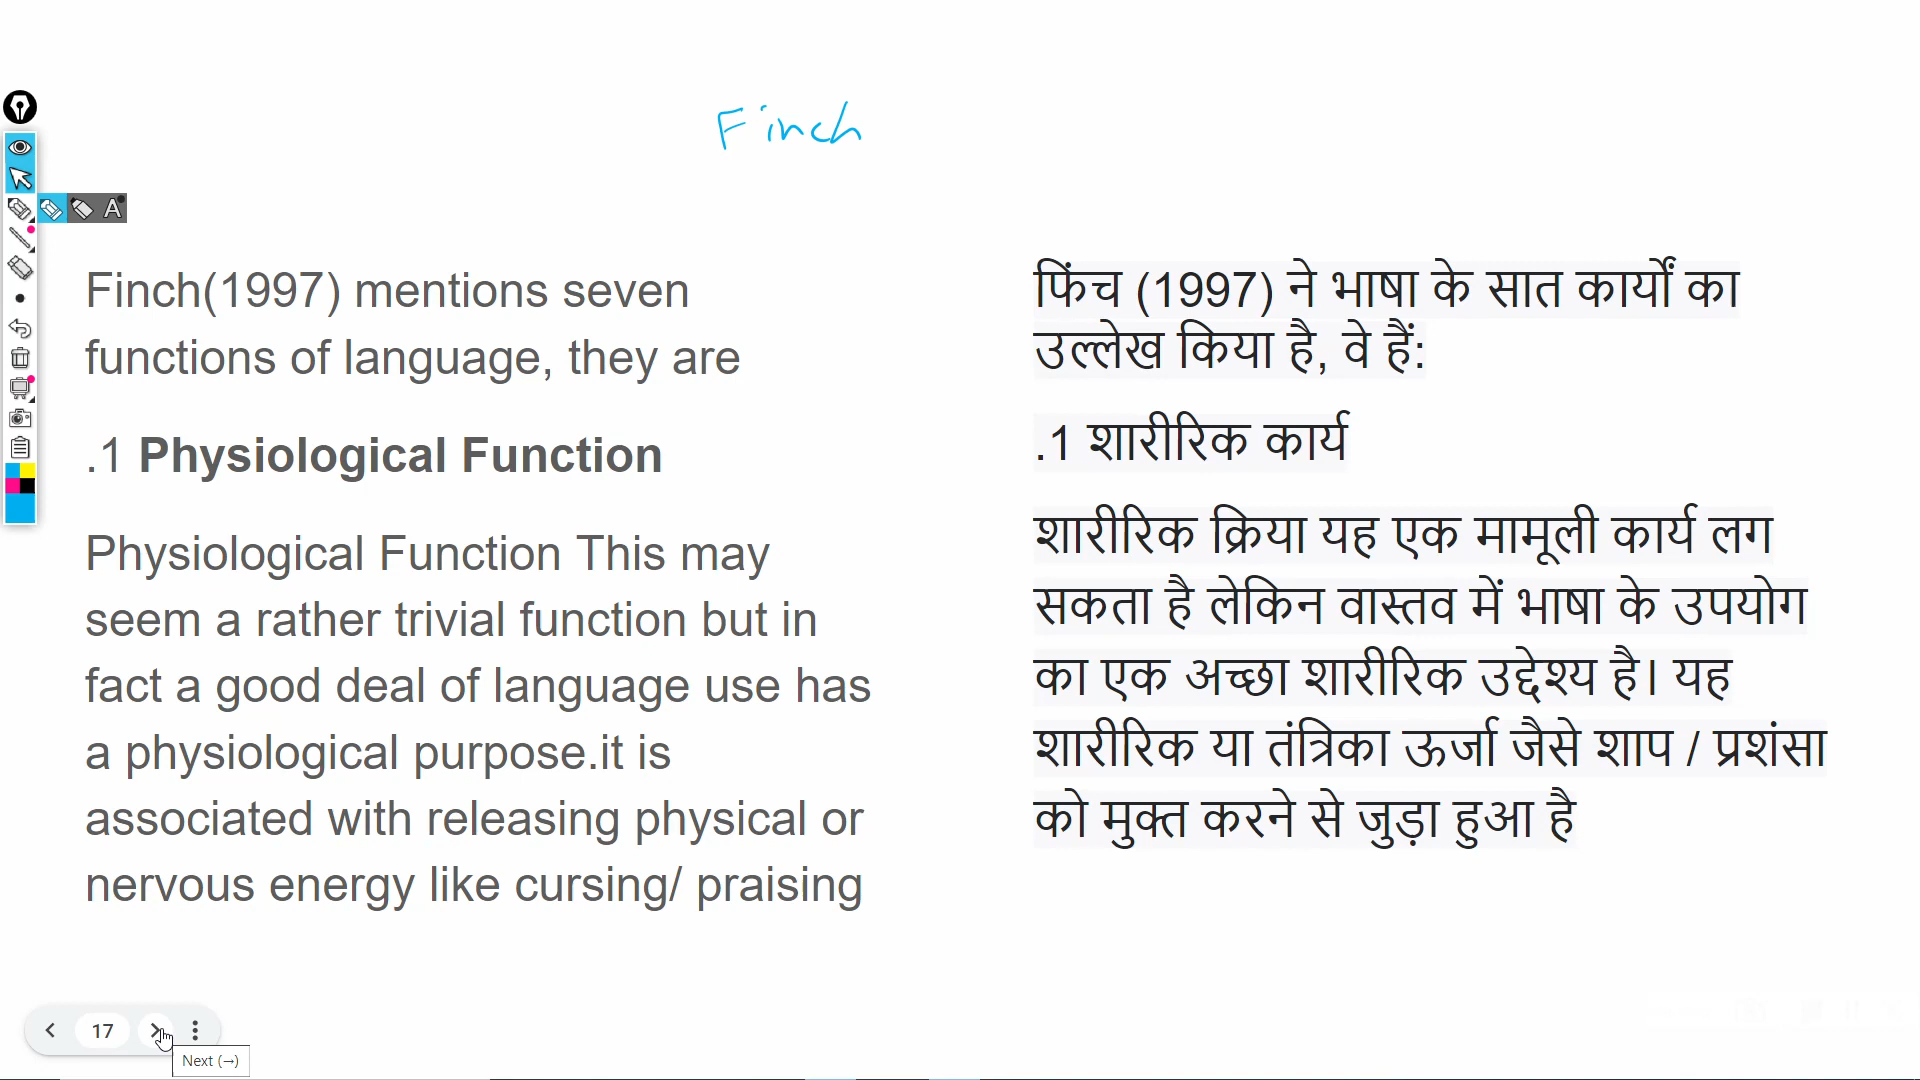 Finch
Finch(1997) mentions seven
functions of language, they are
.1 Physiological Function
Physiological Function This may
seem a rather trivial function but in
fact a good deal of language use has
a physiological purpose.it is
associated with releasing physical or
nervous energy like cursing/ praising
फिंच (1997) ने भाषा के सात कार्यों का
उल्लेख किया है, वे हैं:
.1 शारीरिक कार्य
शारीरिक क्रिया यह एक मामूली कार्य लग
सकता है लेकिन वास्तव में भाषा के उपयोग
का एक अच्छा शारीरिक उद्देश्य है। यह
शारीरिक या तंत्रिका ऊर्जा जैसे शाप / प्रशंसा
को मुक्त करने से जुड़ा हुआ है
A
17
Next (→)